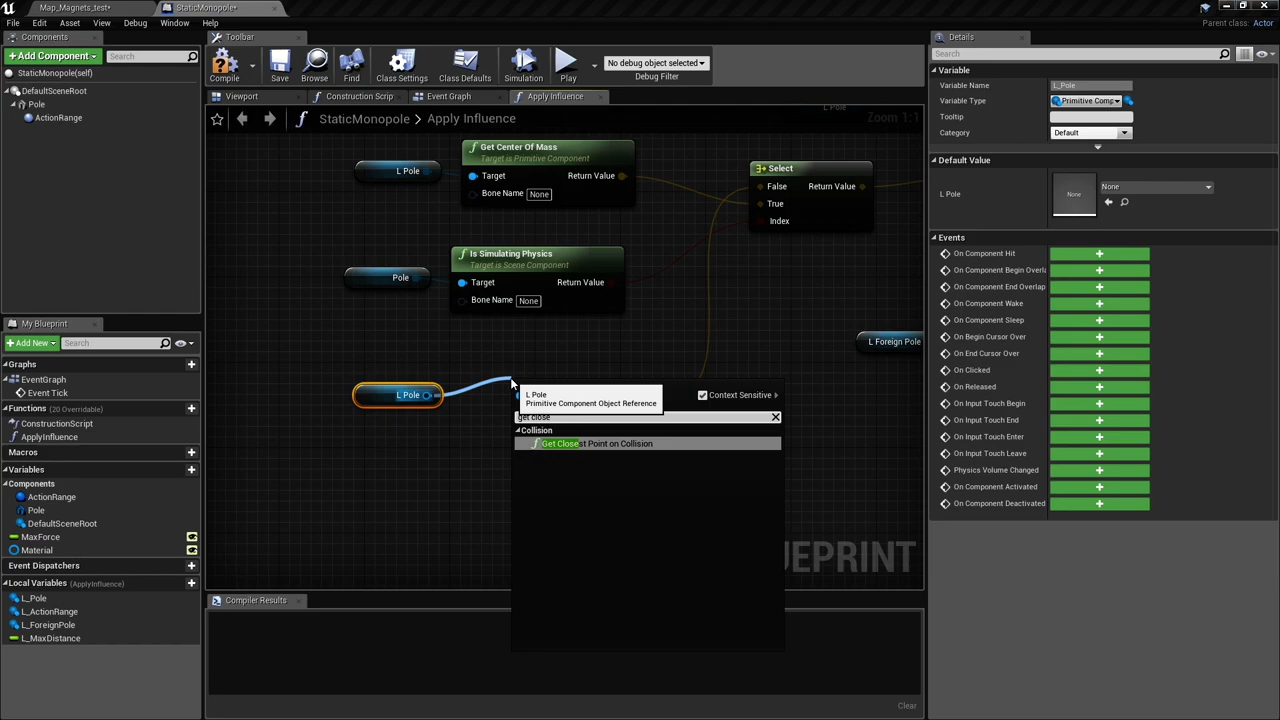 Map_Magnets_test*
StaticMonopole*
File Edit Asset View Debug Window Help
Parent class: Actor
Components
Toolbar
Details
+Add Component
Search
Compile
Save
Browse
Find
Class Settings
Class Defaults
Simulation
Play
No debug object selected
Debug Filter
Search
StaticMonopole(self)
DefaultSceneRoot
Pole
ActionRange
Viewport
Construction Scrip
Event Graph
Apply Influence
StaticMonopole > Apply Influence
L Pole
Zoom 1:1
L Pole
Get Center Of Mass
Target is Primitive Component
Target
Return Value
Bone Name None
Select
False
Return Value
True
Index
Pole
Is Simulating Physics
Target is Scene Component
Target
Return Value
Bone Name None
L Foreign Pole
L Pole
L Pole
Primitive Component Object Reference
Context Sensitive
get close
Collision
Get Closest Point on Collision
Variable
Variable Name
L_Pole
Variable Type
Primitive Comp
Tooltip
Category
Default
Default Value
L Pole
None
None
Events
On Component Hit
On Component Begin Overla
On Component End Overlap
On Component Wake
On Component Sleep
On Begin Cursor Over
On End Cursor Over
On Clicked
On Released
On Input Touch Begin
On Input Touch End
On Input Touch Enter
On Input Touch Leave
Physics Volume Changed
On Component Activated
On Component Deactivated
My Blueprint
+Add New
Search
Graphs
EventGraph
Event Tick
Functions (20 Overridable)
ConstructionScript
ApplyInfluence
Macros
Variables
Components
ActionRange
Pole
DefaultSceneRoot
MaxForce
Material
Event Dispatchers
Local Variables (ApplyInfluence)
L_Pole
L_ActionRange
L_ForeignPole
L_MaxDistance
UEPRINT
Compiler Results
Clear